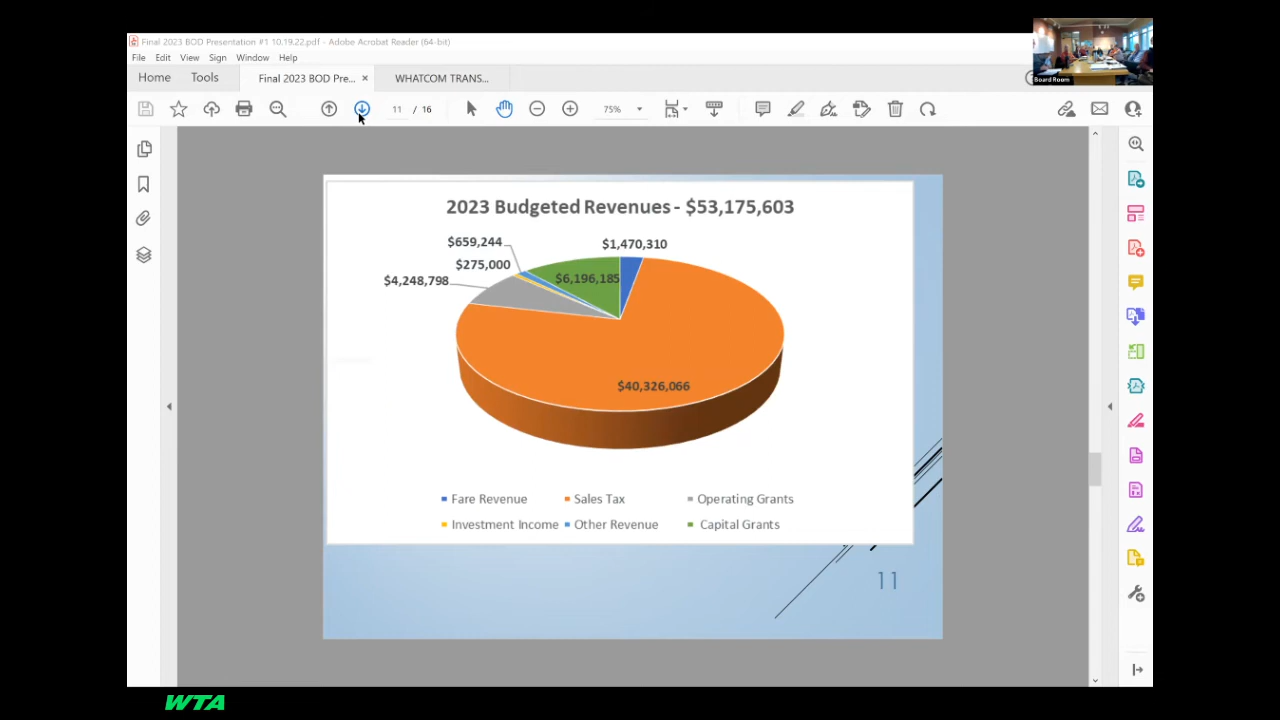 Final 2023 BOD Presentation #1 10.19.22.pdf - Adobe Acrobat Reader (64-bit)
File Edit View Sign Window Help
Home Tools Final 2023 BOD Pre... × WHATCOM TRANS...
11 / 16 75%
Board Room
2023 Budgeted Revenues - $53,175,603
$659,244
$1,470,310
$275,000
$4,248,798
$6,196,185
$40,326,066
Fare Revenue Sales Tax Operating Grants
Investment Income Other Revenue Capital Grants
11
WTA